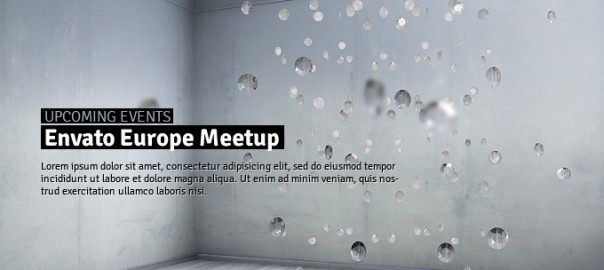 UPCOMING EVENTS
Envato Europe Meetup
Lorem ipsum dolor sit amet, consectetur adipisicing elit, sed do eiusmod tempor
incididunt ut labore et dolore magna aliqua. Ut enim ad minim veniam, quis nos-
trud exercitation ullamco laboris nisi.